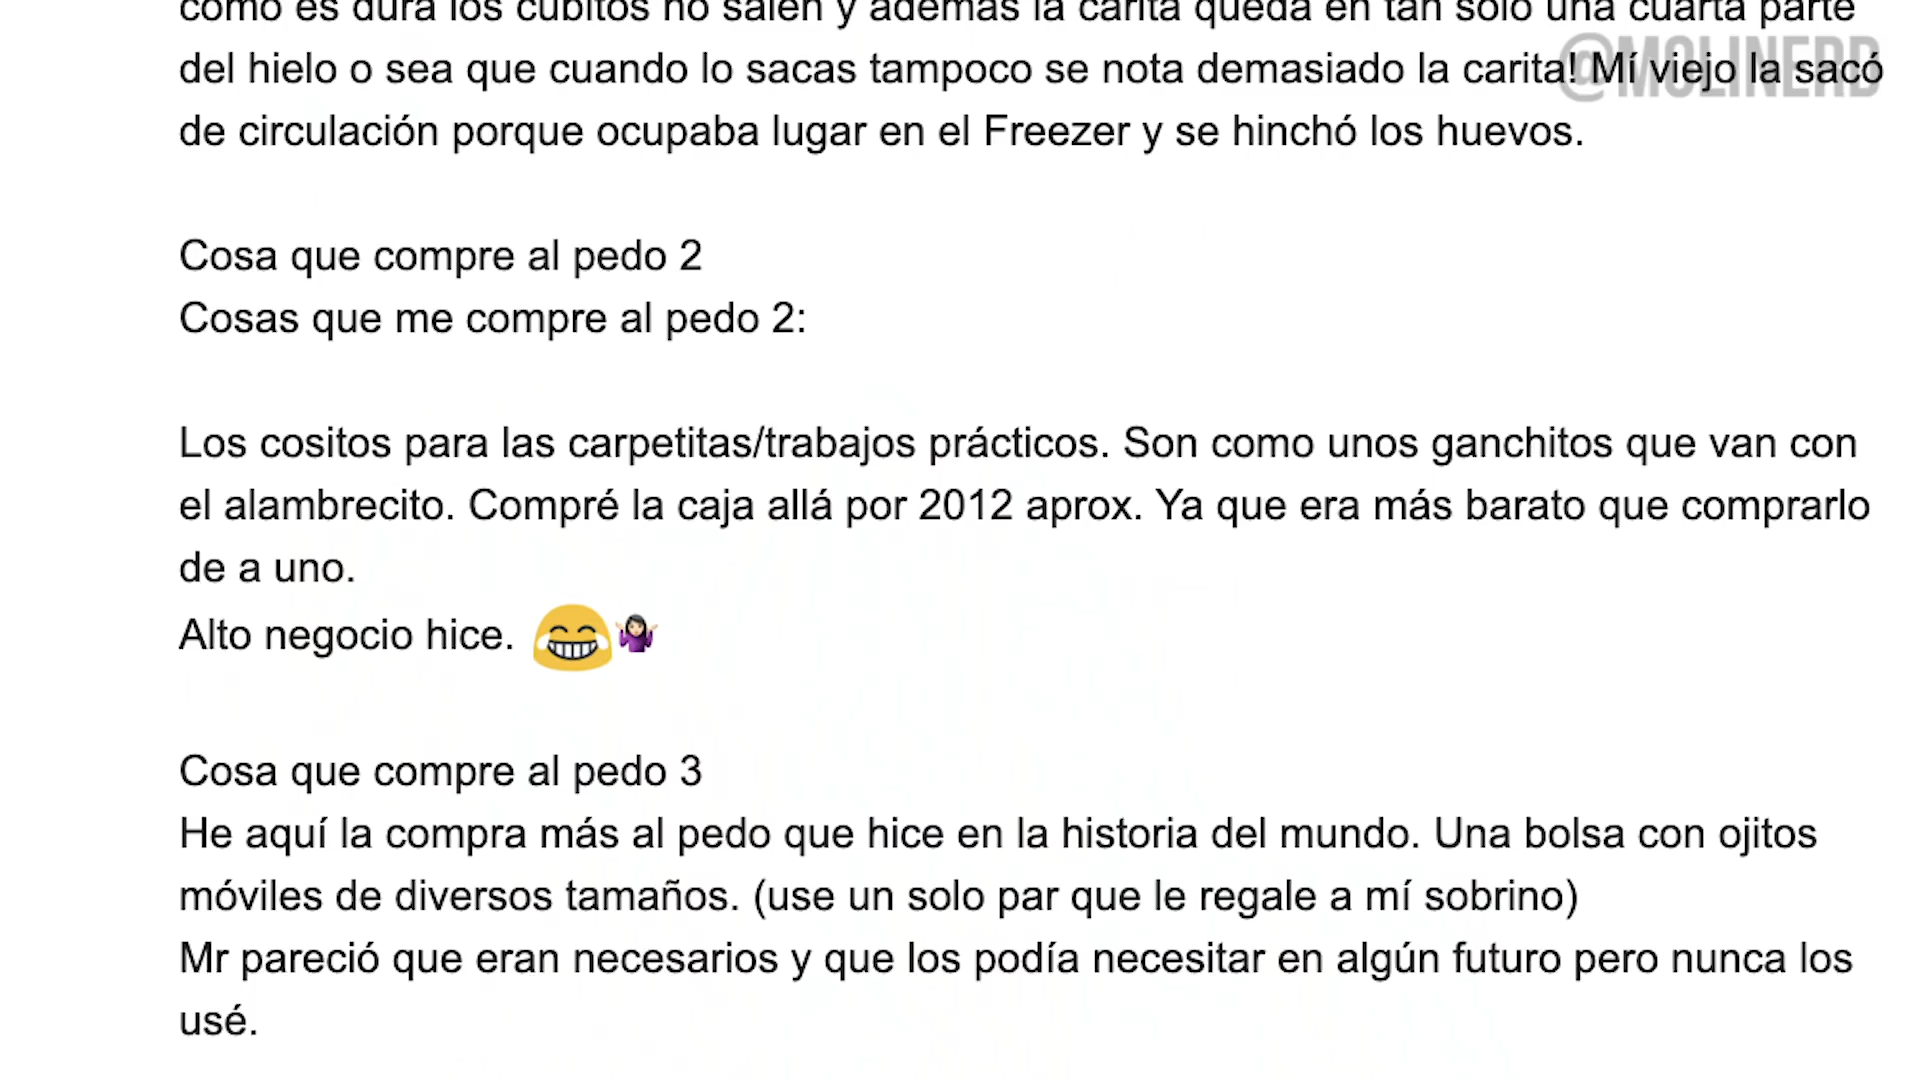 como es dura los cubitos no salen y además la carita queda en tan solo una cuarta parte
del hielo o sea que cuando lo sacas tampoco se nota demasiado la carita! Mí viejo la sacó
@MOLINERD
de circulación porque ocupaba lugar en el Freezer y se hinchó los huevos.
Cosa que compre al pedo 2
Cosas que me compre al pedo 2:
Los cositos para las carpetitas/trabajos prácticos. Son como unos ganchitos que van con
el alambrecito. Compré la caja allá por 2012 aprox. Ya que era más barato que comprarlo
de a uno.
Alto negocio hice. 😂🤷🏻‍♀️
Cosa que compre al pedo 3
He aquí la compra más al pedo que hice en la historia del mundo. Una bolsa con ojitos
móviles de diversos tamaños. (use un solo par que le regale a mí sobrino)
Mr pareció que eran necesarios y que los podía necesitar en algún futuro pero nunca los
usé.